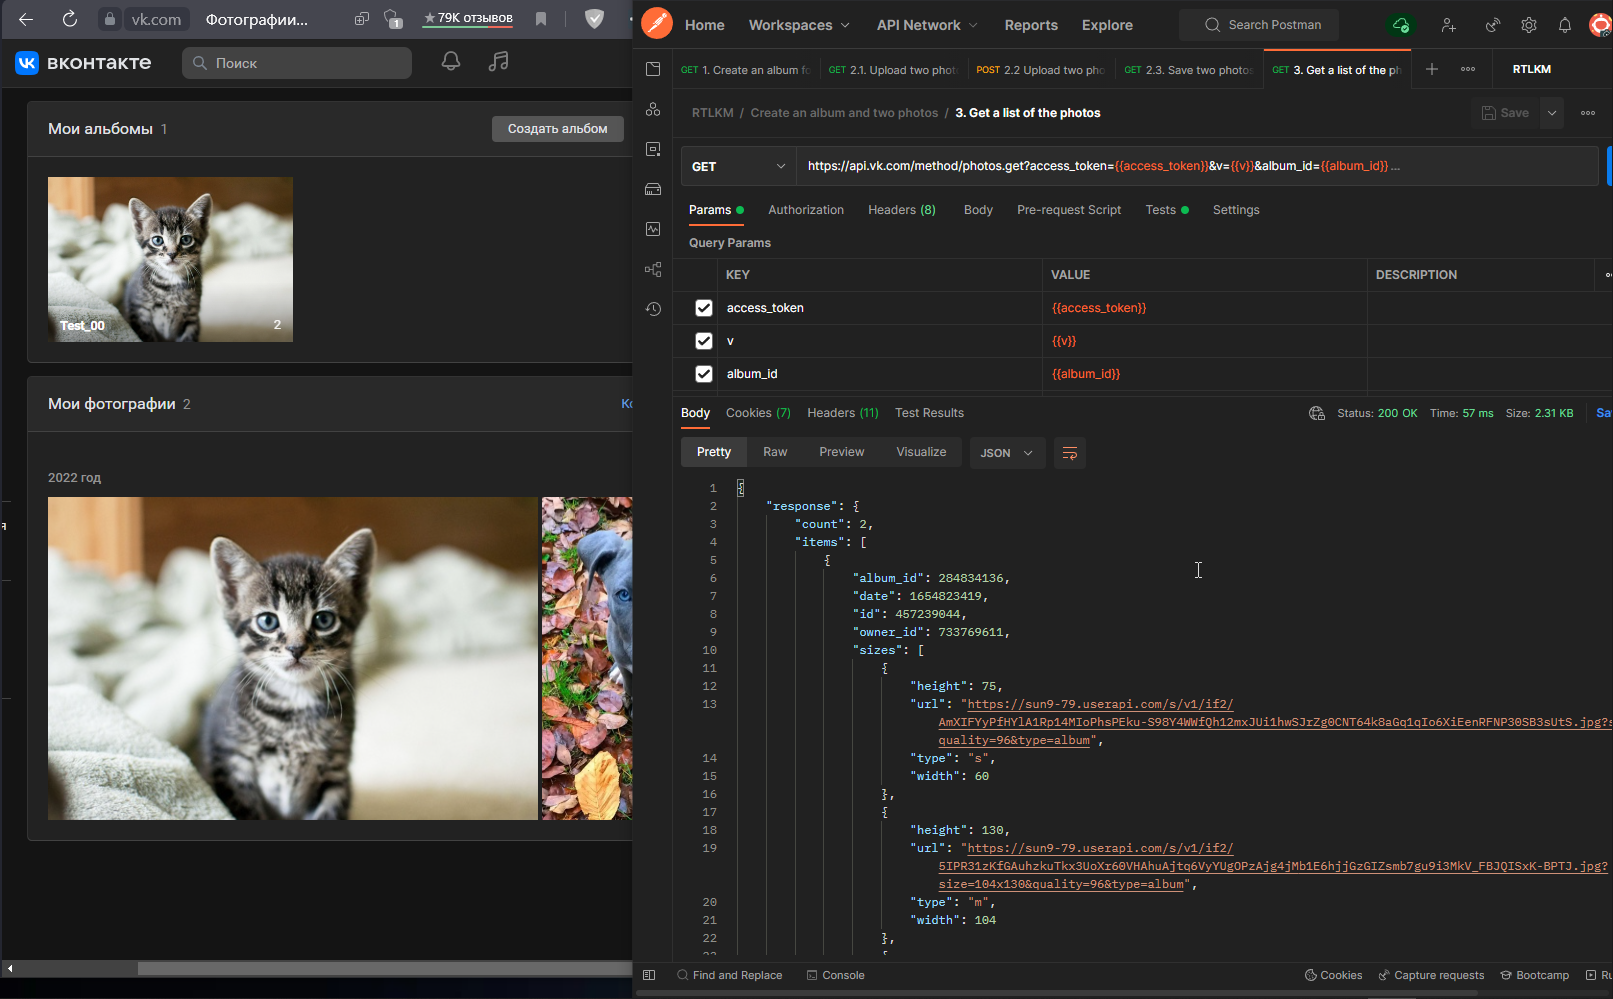 vk.com
Фотографии...
1
★79K отзывов
вконтакте
Поиск
Мои альбомы 1
Создать альбом
Test_00
2
Мои фотографии 2
2022 год
Home
Workspaces
API Network
Reports
Explore
Search Postman
GET 1. Create an album fo
GET 2.1. Upload two phot
POST 2.2 Upload two pho
GET 2.3. Save two photos
GET 3. Get a list of the ph
RTLKM
RTLKM / Create an album and two photos / 3. Get a list of the photos
Save
GET
https://api.vk.com/method/photos.get?access_token={{access_token}}&v={{v}}&album_id={{album_id}} ...
Params
Authorization
Headers (8)
Body
Pre-request Script
Tests
Settings
Query Params
KEY VALUE DESCRIPTION
access_token {{access_token}}
v {{v}}
album_id {{album_id}}
Body
Cookies (7)
Headers (11)
Test Results
Status: 200 OK Time: 57 ms Size: 2.31 KB
Pretty
Raw
Preview
Visualize
JSON
1 {
2 "response": {
3 "count": 2,
4 "items": [
5 {
6 "album_id": 284834136,
7 "date": 1654823419,
8 "id": 457239044,
9 "owner_id": 733769611,
10 "sizes": [
11 {
12 "height": 75,
13 "url": "https://sun9-79.userapi.com/s/v1/if2/
AmXIFYyPfHYlA1Rp14MIoPhsPEku-S98Y4WWfQh12mxJUi1hwSJrZg0CNT64k8aGq1qIo6XiEenRFNP30SB3sUtS.jpg?s
quality=96&type=album",
14 "type": "s",
15 "width": 60
16 },
17 {
18 "height": 130,
19 "url": "https://sun9-79.userapi.com/s/v1/if2/
5IPR31zKfGAuhzkuTkx3UoXr60VHAhuAjtq6VyYUgOPzAjg4jMb1E6hjjGzGIZsmb7gu9i3MkV_FBJQISxK-BPTJ.jpg?
size=104x130&quality=96&type=album",
20 "type": "m",
21 "width": 104
22 },
Find and Replace
Console
Cookies
Capture requests
Bootcamp